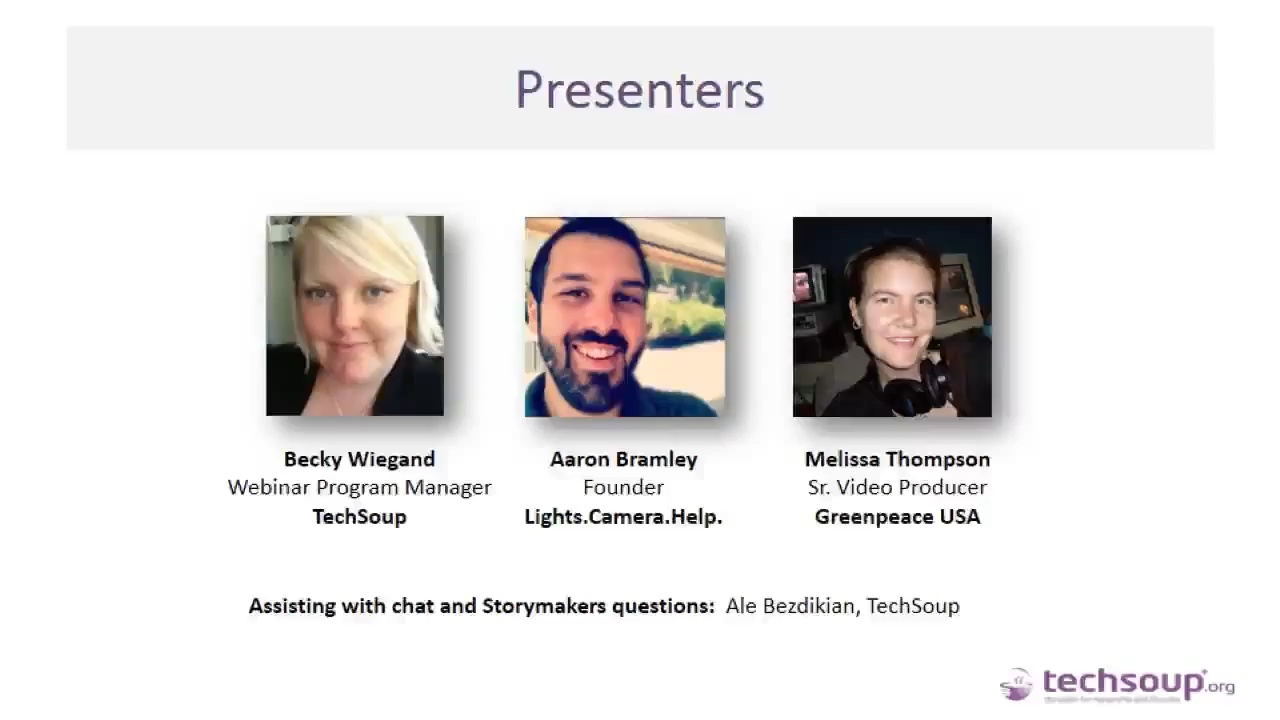 Presenters
Becky Wiegand
Webinar Program Manager
TechSoup
Aaron Bramley
Founder
Lights.Camera.Help.
Melissa Thompson
Sr. Video Producer
Greenpeace USA
Assisting with chat and Storymakers questions: Ale Bezdikian, TechSoup
techsoup.org